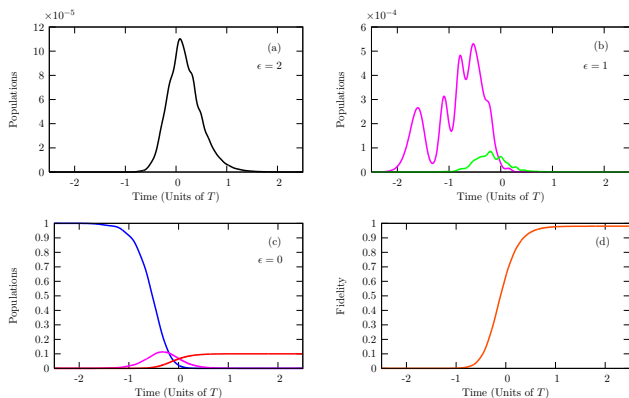 ×10⁻⁵
12
10
8
6
4
2
0
Populations
(a)
ϵ = 2
-2 -1 0 1 2
Time (Units of T)
×10⁻⁴
6
5
4
3
2
1
0
Populations
(b)
ϵ = 1
-2 -1 0 1 2
Time (Units of T)
1
0.9
0.8
0.7
0.6
0.5
0.4
0.3
0.2
0.1
0
Populations
(c)
ϵ = 0
-2 -1 0 1 2
Time (Units of T)
1
0.9
0.8
0.7
0.6
0.5
0.4
0.3
0.2
0.1
0
Fidelity
(d)
-2 -1 0 1 2
Time (Units of T)